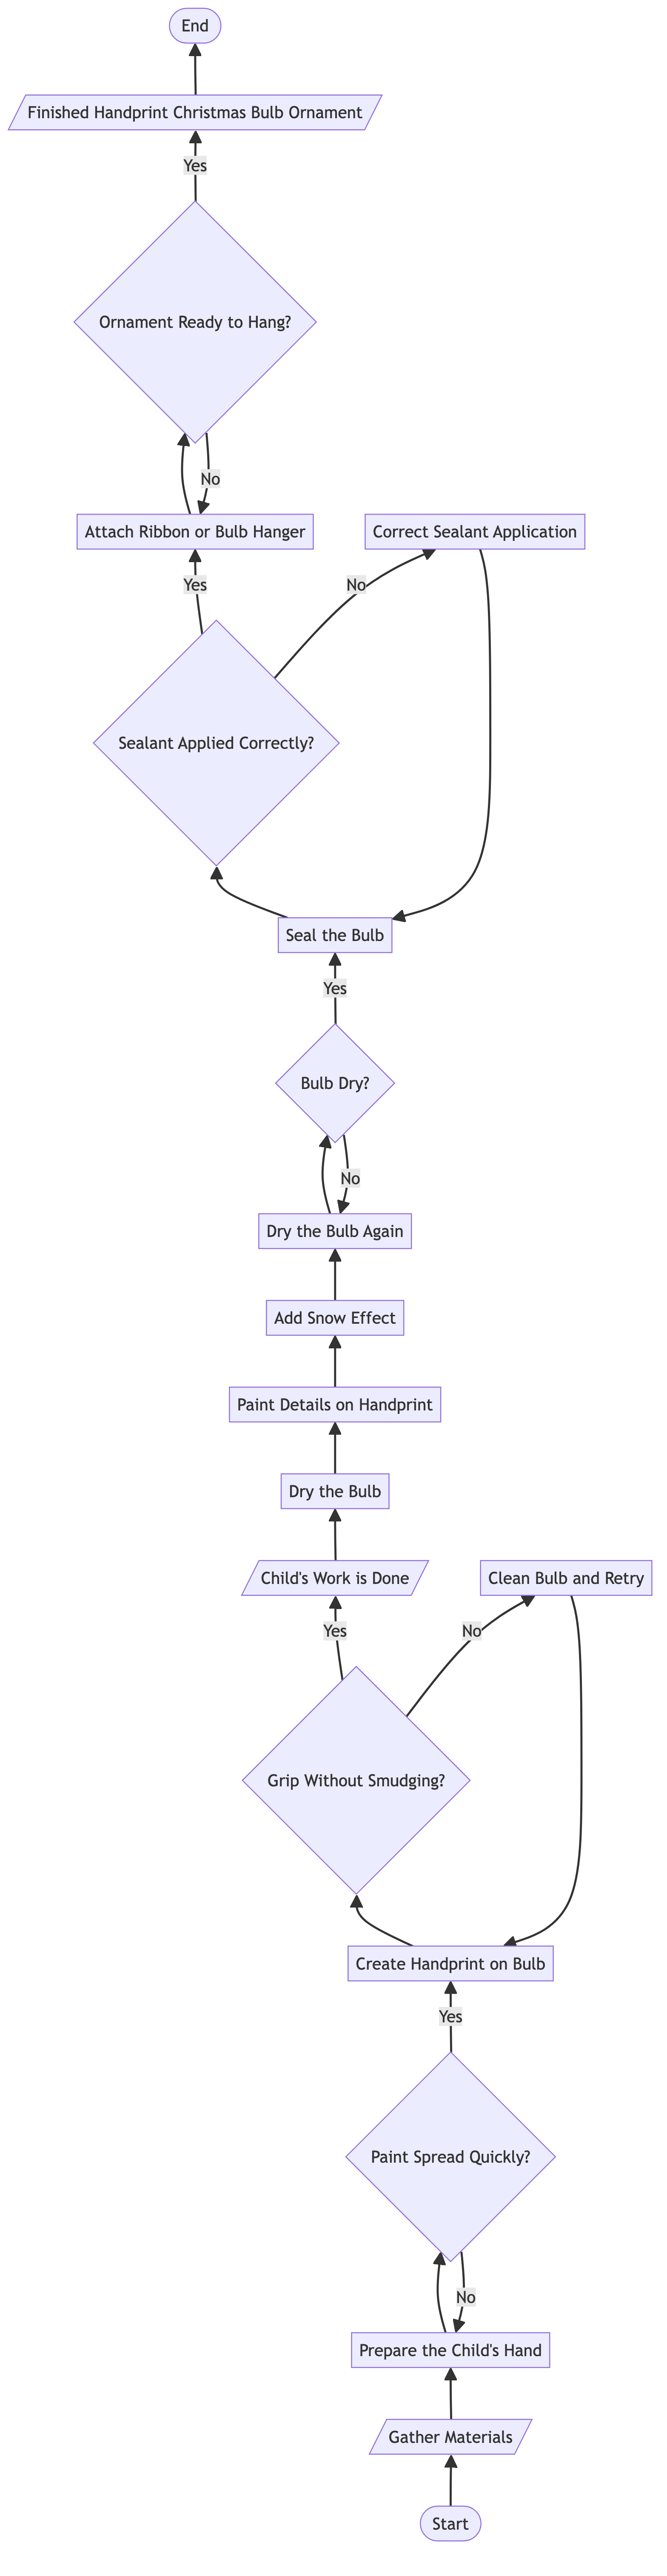 End
Finished Handprint Christmas Bulb Ornament
Yes
Ornament Ready to Hang?
No
Attach Ribbon or Bulb Hanger
Correct Sealant Application
Yes
No
Sealant Applied Correctly?
Seal the Bulb
Yes
Bulb Dry?
No
Dry the Bulb Again
Add Snow Effect
Paint Details on Handprint
Dry the Bulb
Child's Work is Done
Clean Bulb and Retry
Yes
No
Grip Without Smudging?
Create Handprint on Bulb
Yes
Paint Spread Quickly?
No
Prepare the Child's Hand
Gather Materials
Start